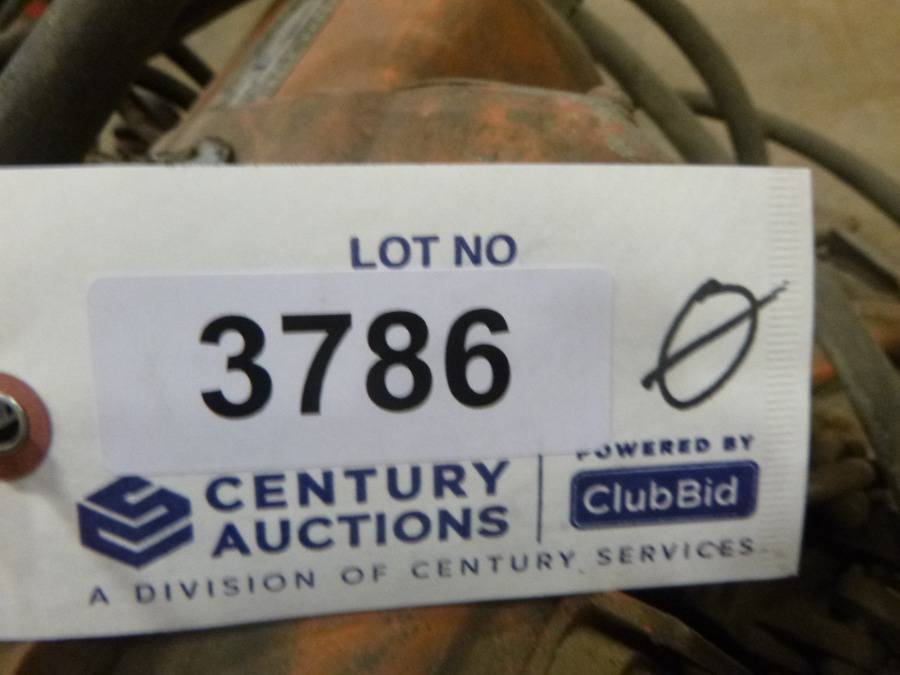 LOT NO
3786
Ø
CENTURY
AUCTIONS
POWERED BY
ClubBid
A DIVISION OF CENTURY SERVICES